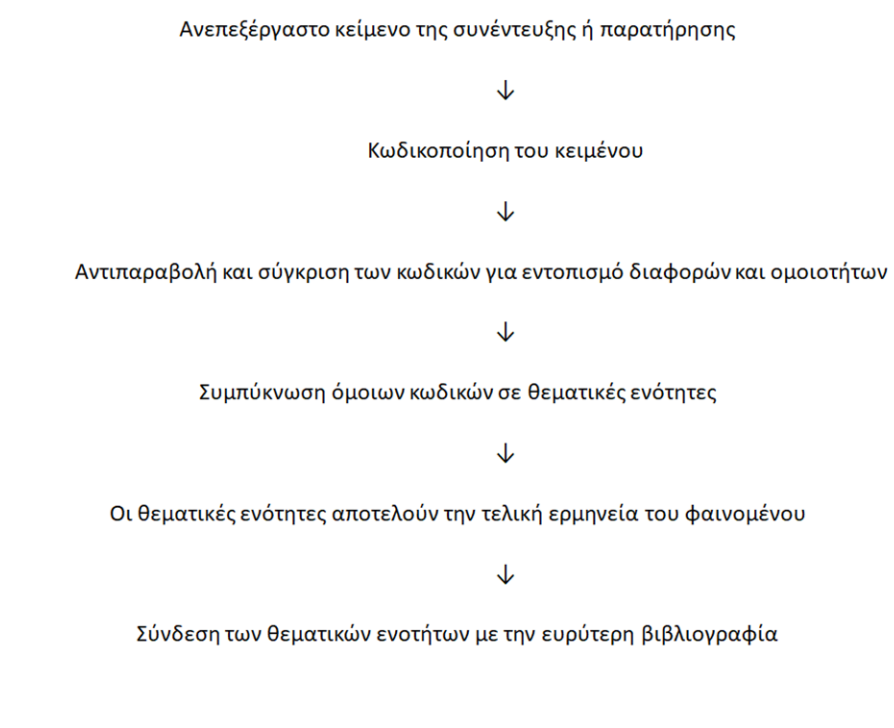 Ανεπεξέργαστο κείμενο της συνέντευξης ή παρατήρησης
↓
Κωδικοποίηση του κειμένου
↓
Αντιπαραβολή και σύγκριση των κωδικών για εντοπισμό διαφορών και ομοιοτήτων
↓
Συμπύκνωση όμοιων κωδικών σε θεματικές ενότητες
↓
Οι θεματικές ενότητες αποτελούν την τελική ερμηνεία του φαινομένου
↓
Σύνδεση των θεματικών ενοτήτων με την ευρύτερη βιβλιογραφία